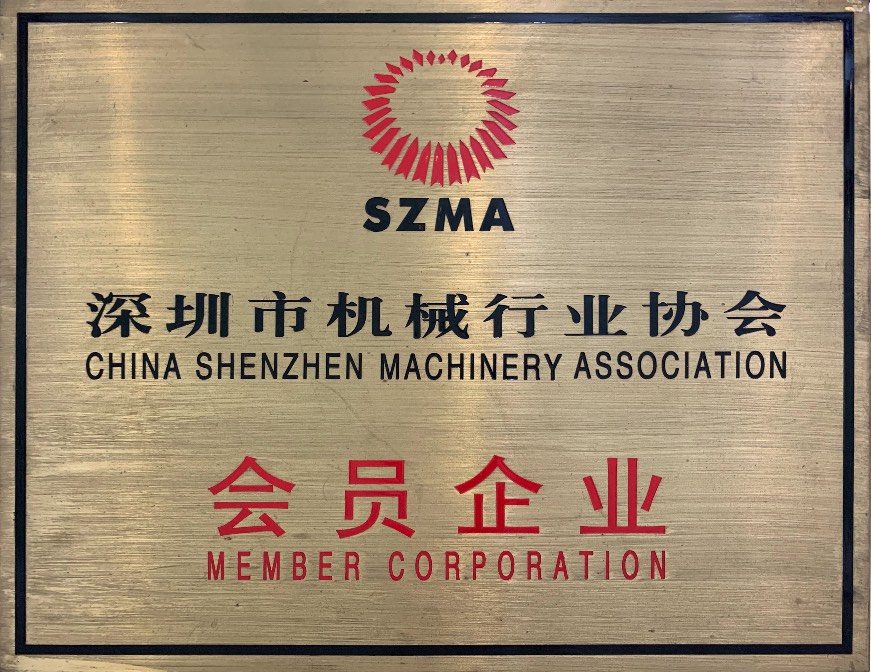 SZMA
深圳市机械行业协会
CHINA SHENZHEN MACHINERY ASSOCIATION
会员企业
MEMBER CORPORATION